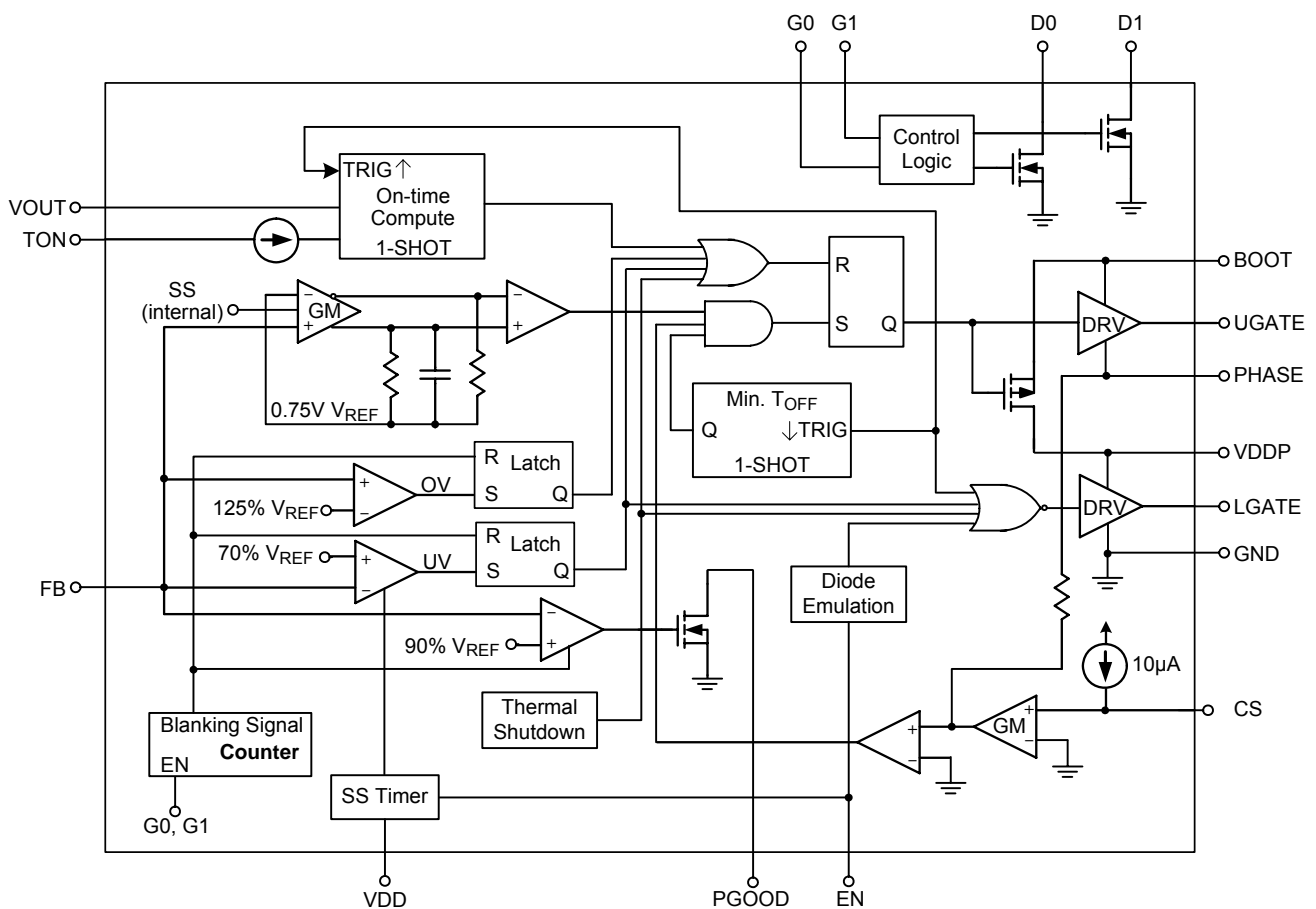 G0 G1 D0 D1
Control
Logic
TRIG↑
On-time
Compute
1-SHOT
VOUT
TON
SS
(internal)
− GM +
− +
0.75V VREF
R
S Q
BOOT
DRV
UGATE
PHASE
Min. TOFF
Q ↓TRIG
1-SHOT
VDDP
DRV
LGATE
GND
R Latch
S Q
+ −
OV
125% VREF
R Latch
S Q
70% VREF
+ −
UV
FB
− +
90% VREF
Diode
Emulation
10µA
Thermal
Shutdown
CS
+ −
GM
+ −
Blanking Signal
Counter
EN
G0, G1
SS Timer
VDD PGOOD EN